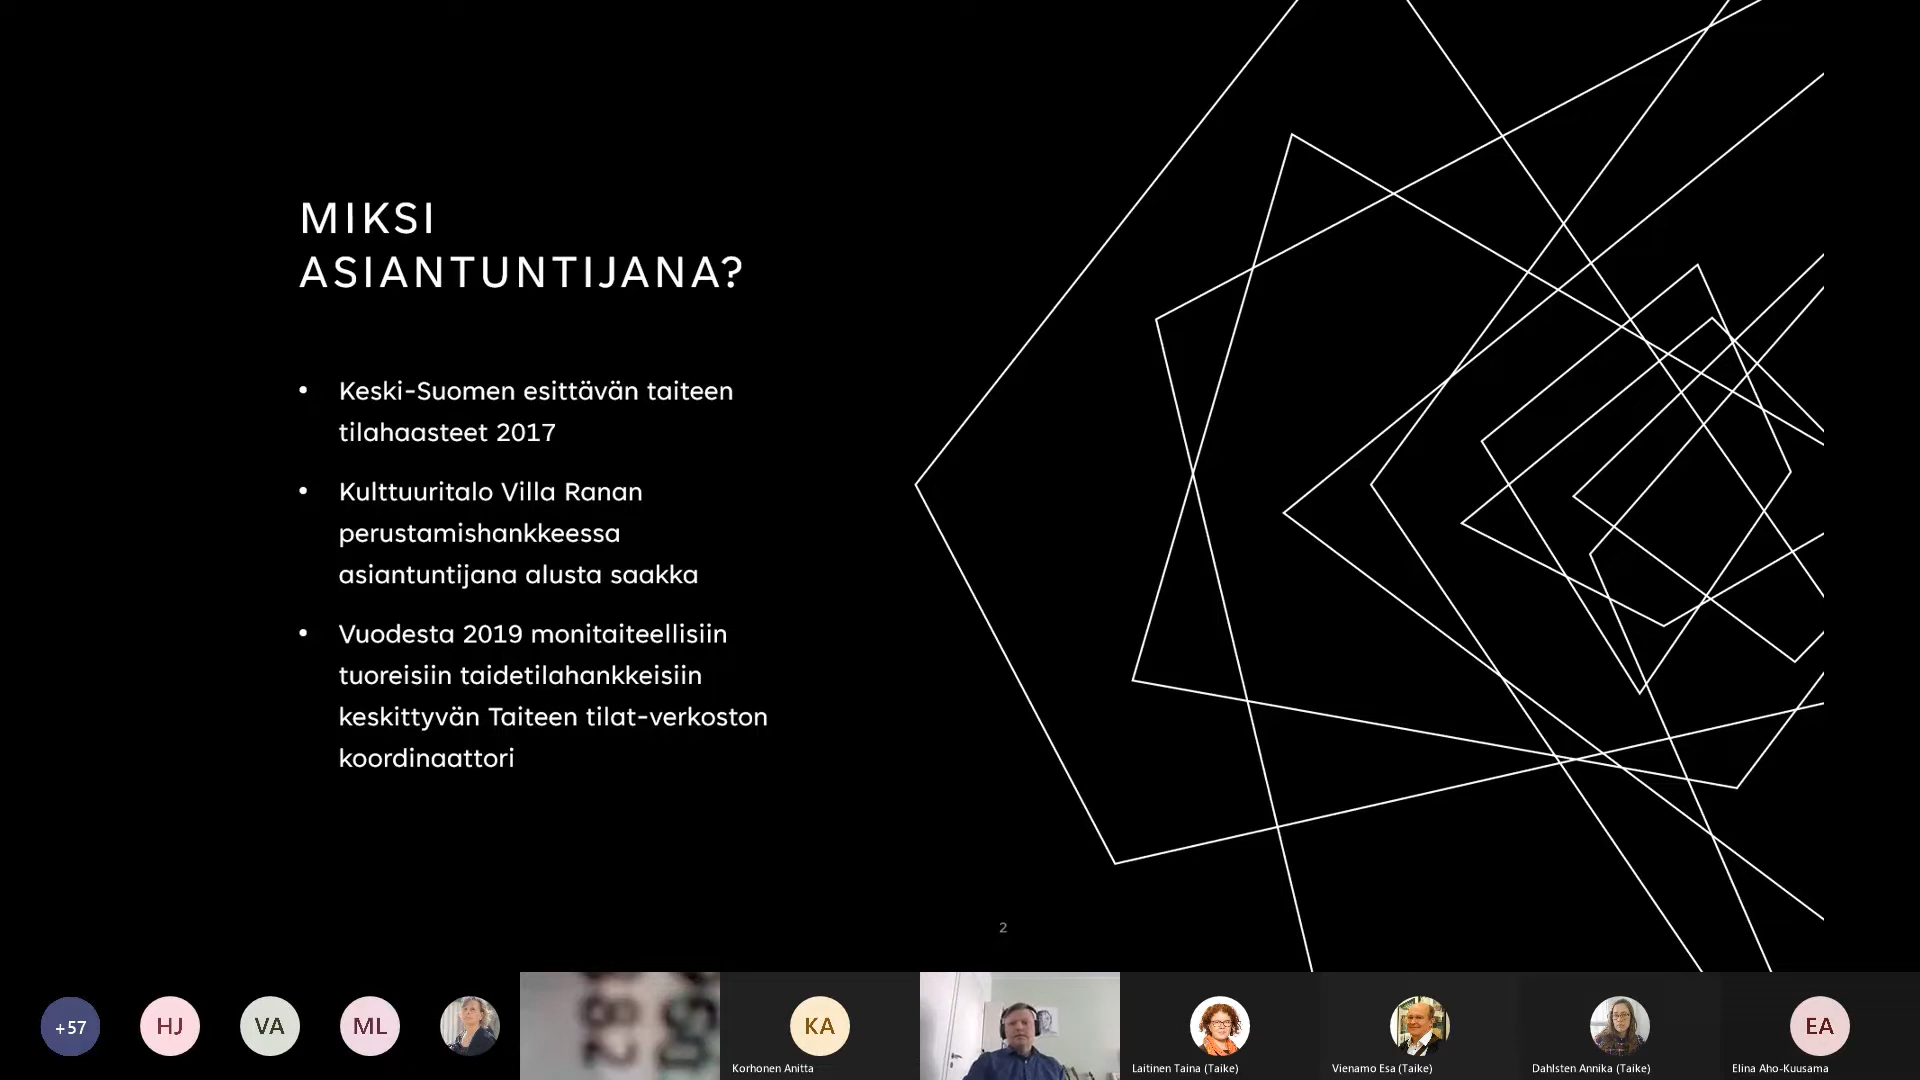 MIKSI
ASIANTUNTIJANA?
• Keski-Suomen esittävän taiteen
tilahaasteet 2017
• Kulttuuritalo Villa Ranan
perustamishankkeessa
asiantuntijana alusta saakka
• Vuodesta 2019 monitaiteellisiin
tuoreisiin taidetilahankkeisiin
keskittyvän Taiteen tilat-verkoston
koordinaattori
2
+57
HJ
VA
ML
KA
Korhonen Anitta
Laitinen Taina (Taike)
Vienamo Esa (Taike)
Dahlsten Annika (Taike)
EA
Elina Aho-Kuusama